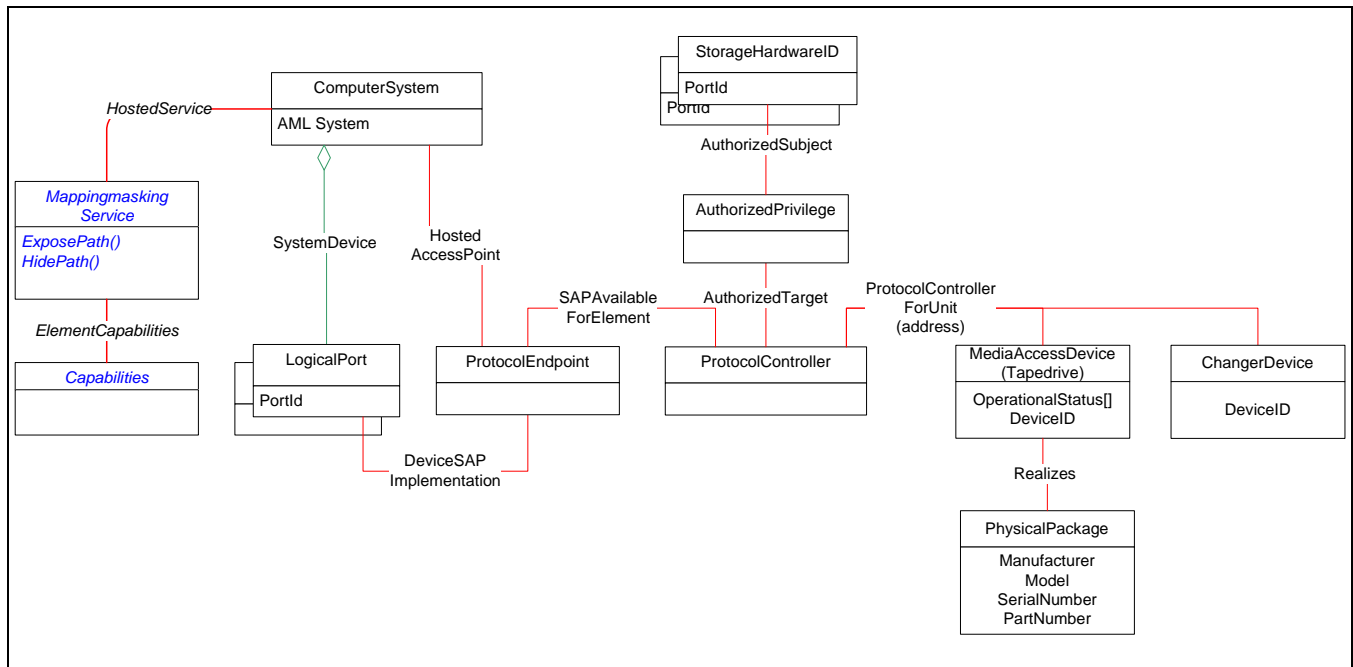 StorageHardwareID
PortId
PortId
ComputerSystem
AML System
HostedService
AuthorizedSubject
Mappingmasking
Service
ExposePath()
HidePath()
AuthorizedPrivilege
SystemDevice
Hosted
AccessPoint
SAPAvailable
ForElement
AuthorizedTarget
ProtocolController
ForUnit
(address)
ElementCapabilities
Capabilities
LogicalPort
PortId
ProtocolEndpoint
ProtocolController
MediaAccessDevice
(Tapedrive)
OperationalStatus[]
DeviceID
ChangerDevice
DeviceID
DeviceSAP
Implementation
Realizes
PhysicalPackage
Manufacturer
Model
SerialNumber
PartNumber